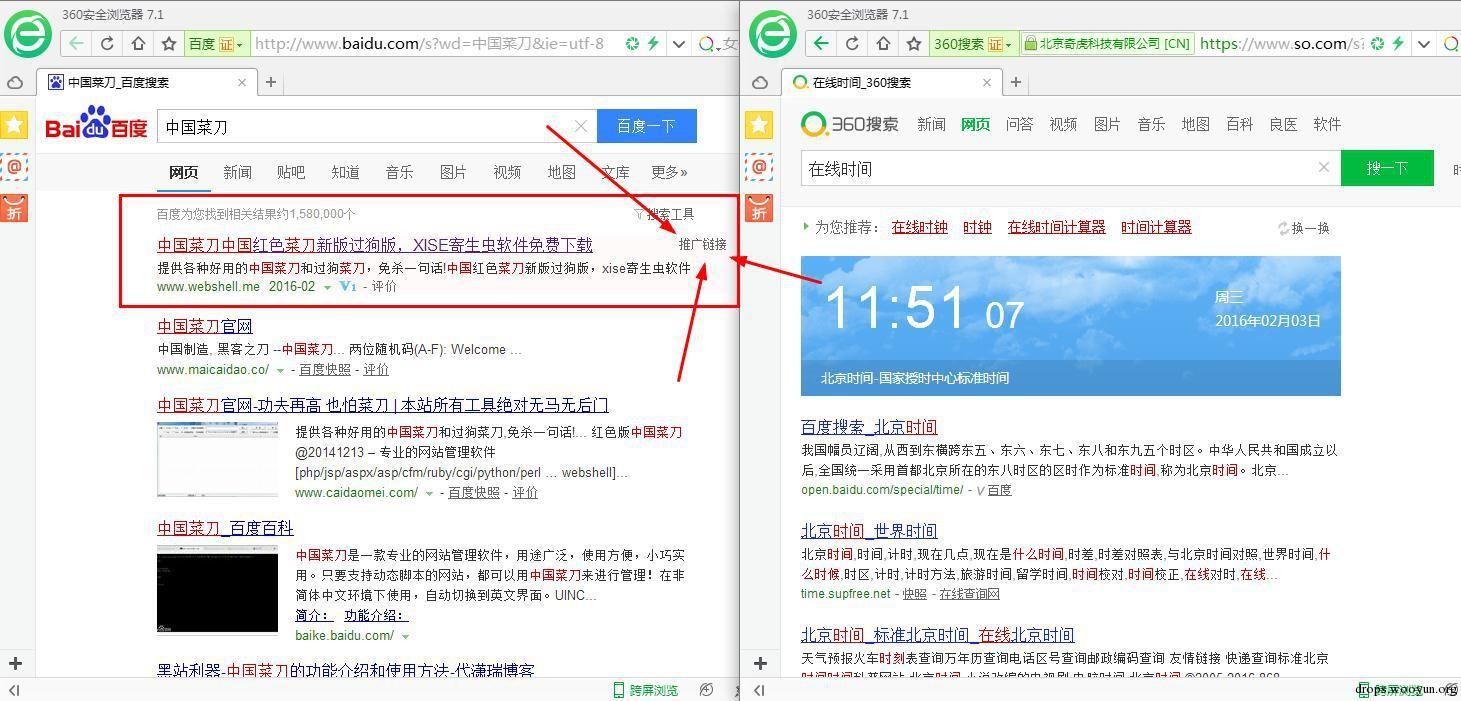 360安全浏览器 7.1
百度 证
http://www.baidu.com/s?wd=中国菜刀&ie=utf-8
中国菜刀_百度搜索
Baidu百度
中国菜刀
百度一下
网页 新闻 贴吧 知道 音乐 图片 视频 地图 文库 更多»
百度为您找到相关结果约1,580,000个
搜索工具
中国菜刀中国红色菜刀新版过狗版，XISE寄生虫软件免费下载
推广链接
提供各种好用的中国菜刀和过狗菜刀，免杀一句话!中国红色菜刀新版过狗版，xise寄生虫软件
www.webshell.me 2016-02 V1 - 评价
中国菜刀官网
中国制造, 黑客之刀 --中国菜刀... 两位随机码(A-F): Welcome ...
www.maicaidao.co/ - 百度快照 - 评价
中国菜刀官网-功夫再高 也怕菜刀 | 本站所有工具绝对无马无后门
提供各种好用的中国菜刀和过狗菜刀,免杀一句话!... 红色版中国菜刀
@20141213 – 专业的网站管理软件
[php/jsp/aspx/asp/cfm/ruby/cgi/python/perl ... webshell]...
www.caidaomei.com/ - 百度快照 - 评价
中国菜刀_百度百科
中国菜刀是一款专业的网站管理软件，用途广泛，使用方便，小巧实
用。只要支持动态脚本的网站，都可以用中国菜刀来进行管理！在非
简体中文环境下使用，自动切换到英文界面。UINC...
简介： 功能介绍：
baike.baidu.com/
黑站利器-中国菜刀的功能介绍和使用方法-代潇瑞博客
跨屏浏览
@
折
360安全浏览器 7.1
360搜索 证
北京奇虎科技有限公司 [CN]
https://www.so.com/s?
在线时间_360搜索
360搜索 新闻 网页 问答 视频 图片 音乐 地图 百科 良医 软件
在线时间
搜一下
为您推荐： 在线时钟 时钟 在线时间计算器 时间计算器
换一换
11:51 07
周三
2016年02月03日
北京时间-国家授时中心标准时间
百度搜索_北京时间
我国幅员辽阔,从西到东横跨东五、东六、东七、东八和东九五个时区。中华人民共和国成立以
后,全国统一采用首都北京所在的东八时区的区时作为标准时间,称为北京时间。北京...
open.baidu.com/special/time/ - V百度
北京时间_世界时间
北京时间,时间,计时,现在几点,现在是什么时间,时差,时差对照表,与北京时间对照,世界时间,什
么时候,时区,计时,计时方法,旅游时间,留学时间,时间校对,时间校正,在线对时,在线...
time.supfree.net - 快照 - 在线查询网
北京时间_标准北京时间_在线北京时间
天气预报火车时刻表查询万年历查询电话区号查询邮政编码查询 友情链接 快递查询标准北京
@
折
drops.wooyun.org